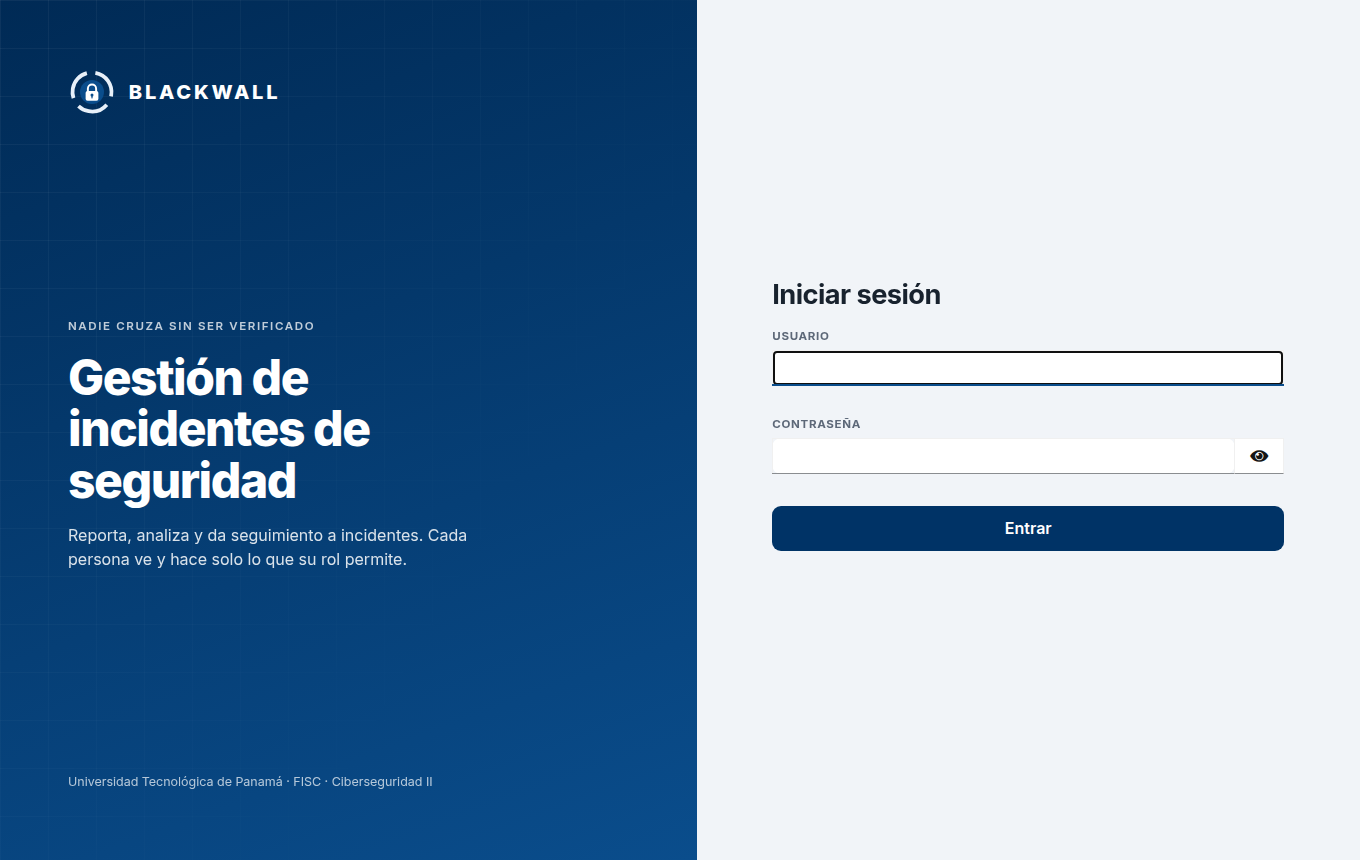 BLACKWALL
NADIE CRUZA SIN SER VERIFICADO
Gestión de
incidentes de
seguridad
Reporta, analiza y da seguimiento a incidentes. Cada
persona ve y hace solo lo que su rol permite.
Universidad Tecnológica de Panamá · FISC · Ciberseguridad II
Iniciar sesión
USUARIO
CONTRASEÑA
Entrar